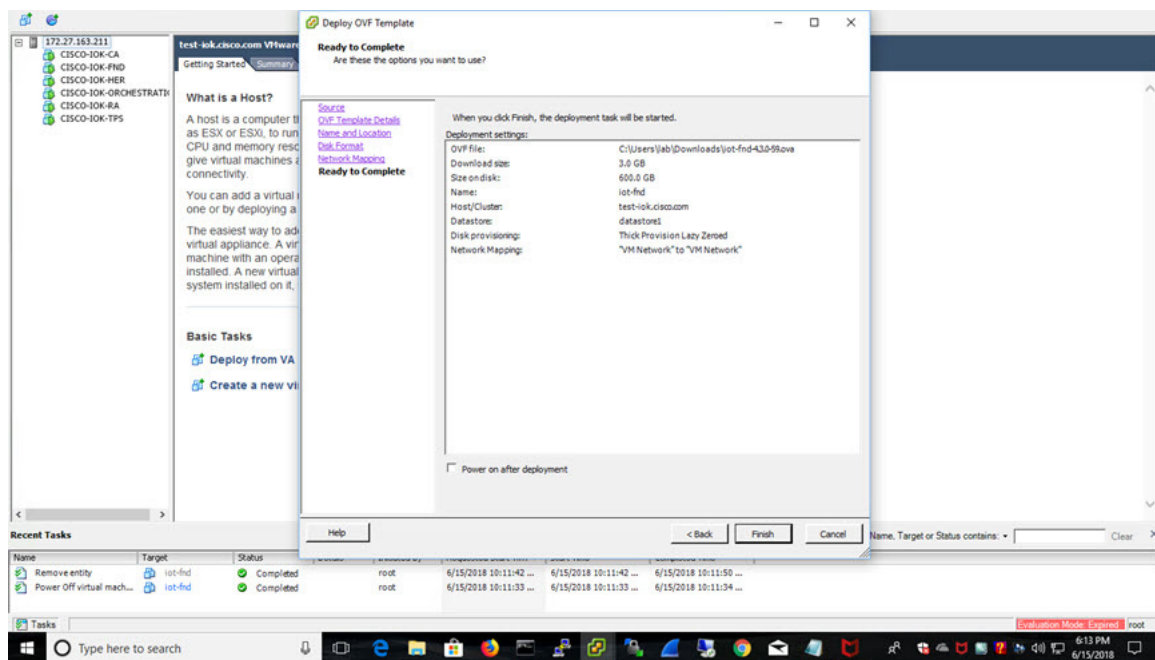 Deploy OVF Template
172.27.163.211
CISCO-IOK-CA
CISCO-IOK-FND
CISCO-IOK-HER
CISCO-IOK-ORCHESTRATI
CISCO-IOK-RA
CISCO-IOK-TPS
test-iok.cisco.com VMware
Getting Started
Summary
What is a Host?
A host is a computer t
as ESX or ESXi, to run
CPU and memory resc
give virtual machines a
connectivity.
You can add a virtual
one or by deploying a
The easiest way to add
virtual appliance. A vir
machine with an opera
installed. A new virtual
system installed on it,
Basic Tasks
Deploy from VA
Create a new vi
Ready to Complete
Are these the options you want to use?
Source
OVF Template Details
Name and Location
Disk Format
Network Mapping
Ready to Complete
When you click Finish, the deployment task will be started.
Deployment settings:
OVF file: C:\Users\lab\Downloads\iot-fnd-4.3.0-59.ova
Download size: 3.0 GB
Size on disk: 600.0 GB
Name: iot-fnd
Host/Cluster: test-iok.cisco.com
Datastore: datastore1
Disk provisioning: Thick Provision Lazy Zeroed
Network Mapping: "VM Network" to "VM Network"
Power on after deployment
Help
< Back
Finish
Cancel
Recent Tasks
Name, Target or Status contains:
Clear
Name Target Status
Remove entity iot-fnd Completed root 6/15/2018 10:11:42 ... 6/15/2018 10:11:42 ... 6/15/2018 10:11:50 ...
Power Off virtual mach... iot-fnd Completed root 6/15/2018 10:11:33 ... 6/15/2018 10:11:33 ... 6/15/2018 10:11:34 ...
Tasks
Evaluation Mode: Expired
root
Type here to search
6:13 PM
6/15/2018